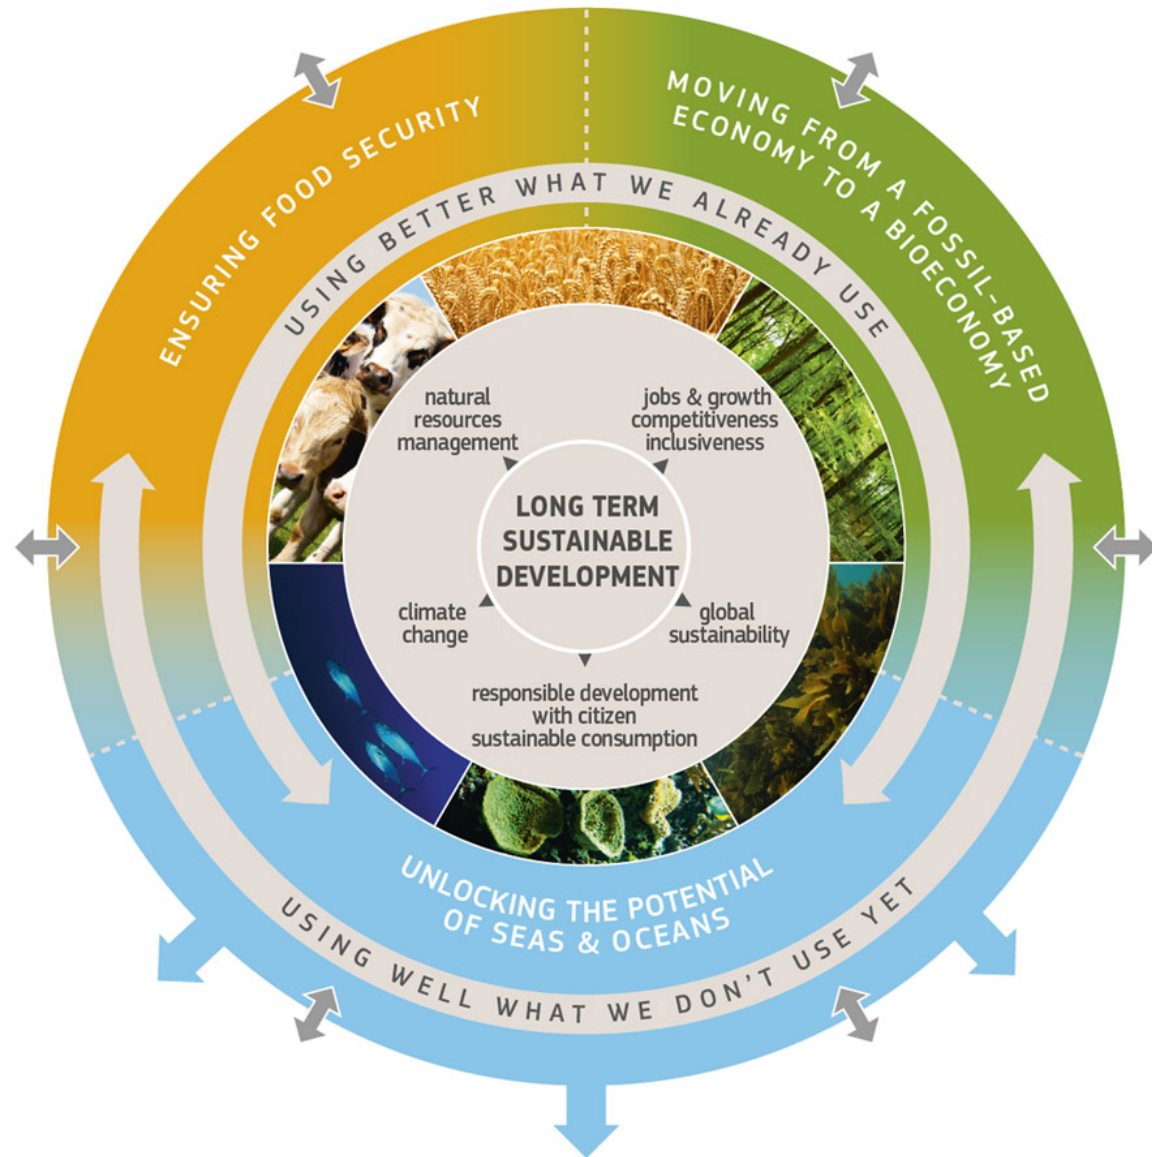 ENSURING FOOD SECURITY
MOVING FROM A FOSSIL-BASED
ECONOMY TO A BIOECONOMY
USING BETTER WHAT WE ALREADY USE
natural
resources
management
jobs & growth
competitiveness
inclusiveness
LONG TERM
SUSTAINABLE
DEVELOPMENT
climate
change
global
sustainability
responsible development
with citizen
sustainable consumption
UNLOCKING THE POTENTIAL
OF SEAS & OCEANS
USING WELL WHAT WE DON'T USE YET